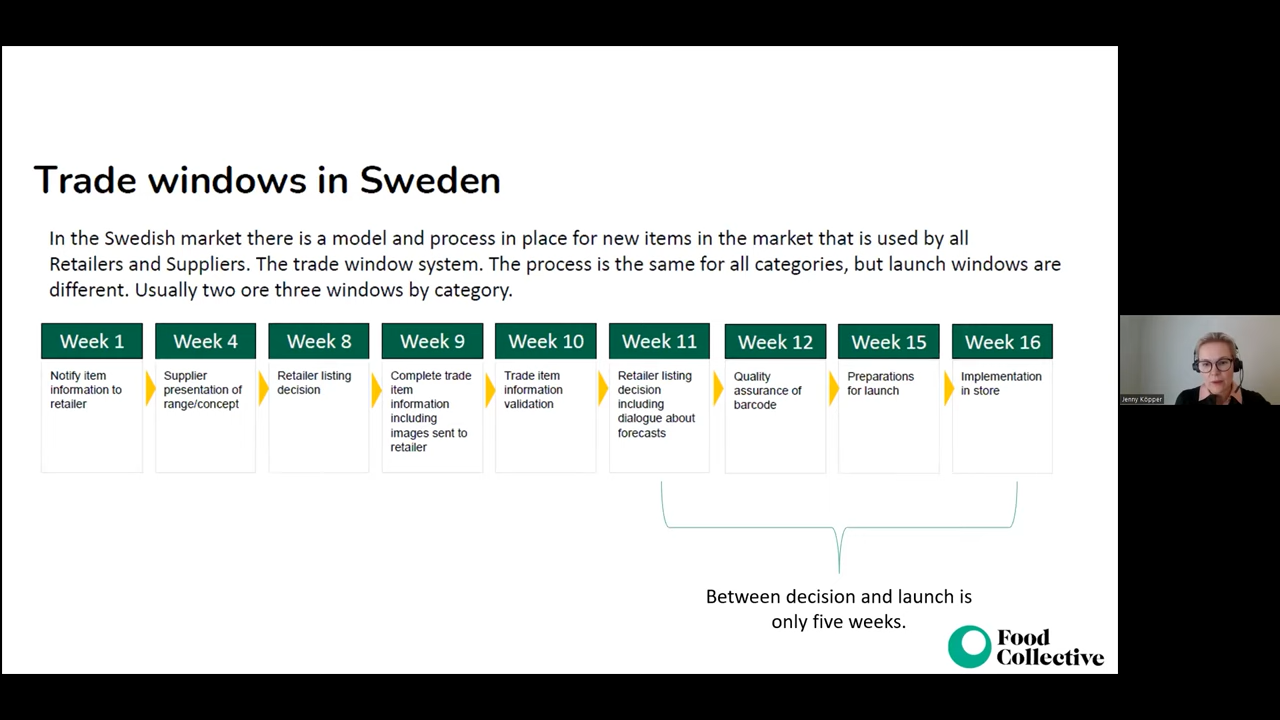 Trade windows in Sweden
In the Swedish market there is a model and process in place for new items in the market that is used by all
Retailers and Suppliers. The trade window system. The process is the same for all categories, but launch windows are
different. Usually two ore three windows by category.
Week 1
Notify item
information to
retailer
Week 4
Supplier
presentation of
range/concept
Week 8
Retailer listing
decision
Week 9
Complete trade
item
information
including
images sent to
retailer
Week 10
Trade item
information
validation
Week 11
Retailer listing
decision
including
dialogue about
forecasts
Week 12
Quality
assurance of
barcode
Week 15
Preparations
for launch
Week 16
Implementation
in store
Between decision and launch is
only five weeks.
Food
Collective
Jenny Köpper